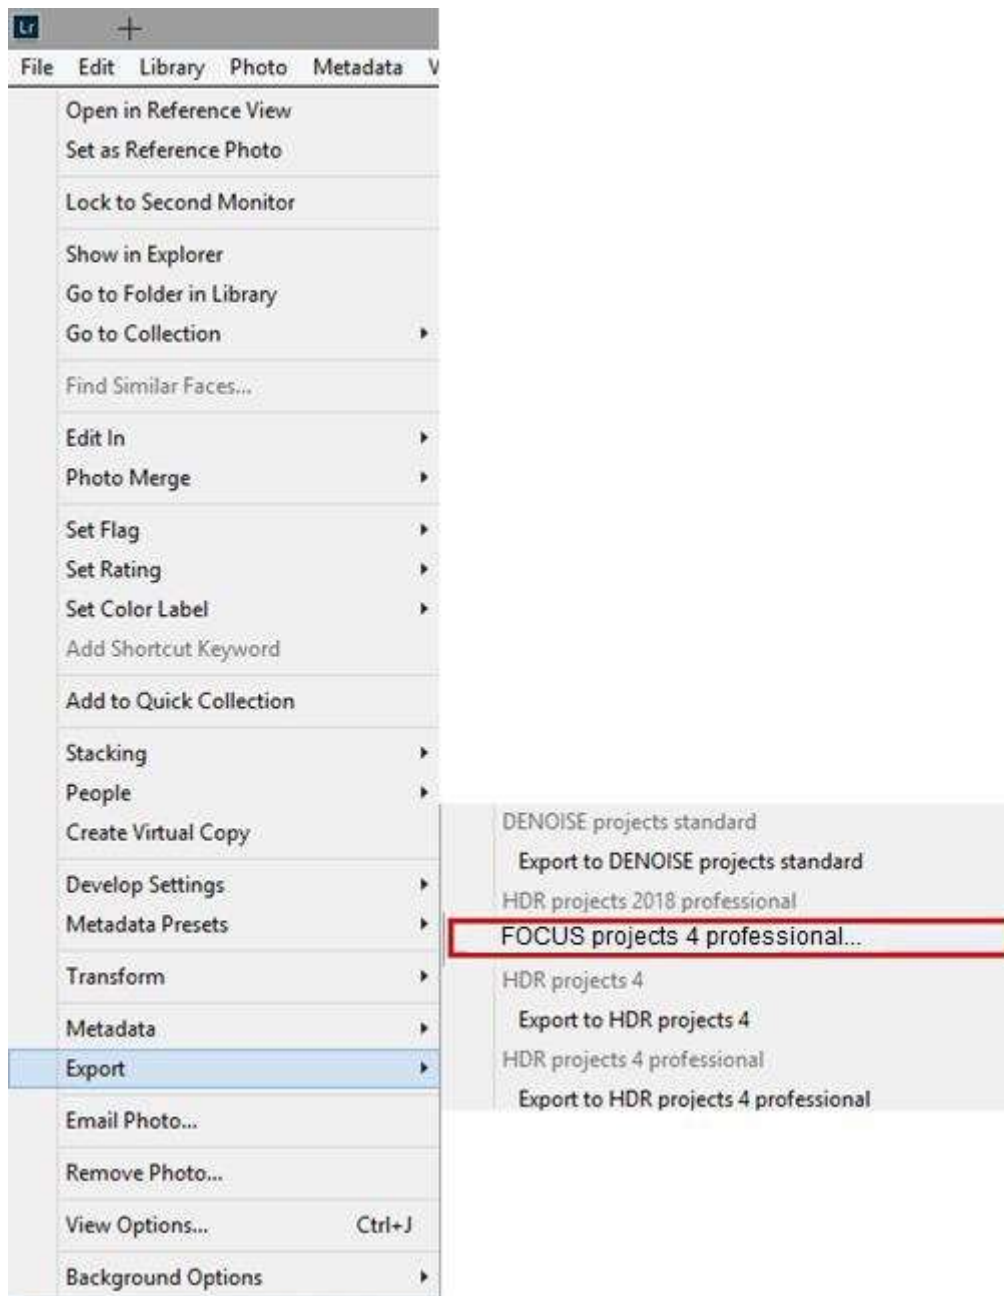 Lr
File Edit Library Photo Metadata V
Open in Reference View
Set as Reference Photo
Lock to Second Monitor
Show in Explorer
Go to Folder in Library
Go to Collection
Find Similar Faces...
Edit In
Photo Merge
Set Flag
Set Rating
Set Color Label
Add Shortcut Keyword
Add to Quick Collection
Stacking
People
Create Virtual Copy
Develop Settings
Metadata Presets
Transform
Metadata
Export
Email Photo...
Remove Photo...
View Options... Ctrl+J
Background Options
DENOISE projects standard
Export to DENOISE projects standard
HDR projects 2018 professional
FOCUS projects 4 professional...
HDR projects 4
Export to HDR projects 4
HDR projects 4 professional
Export to HDR projects 4 professional